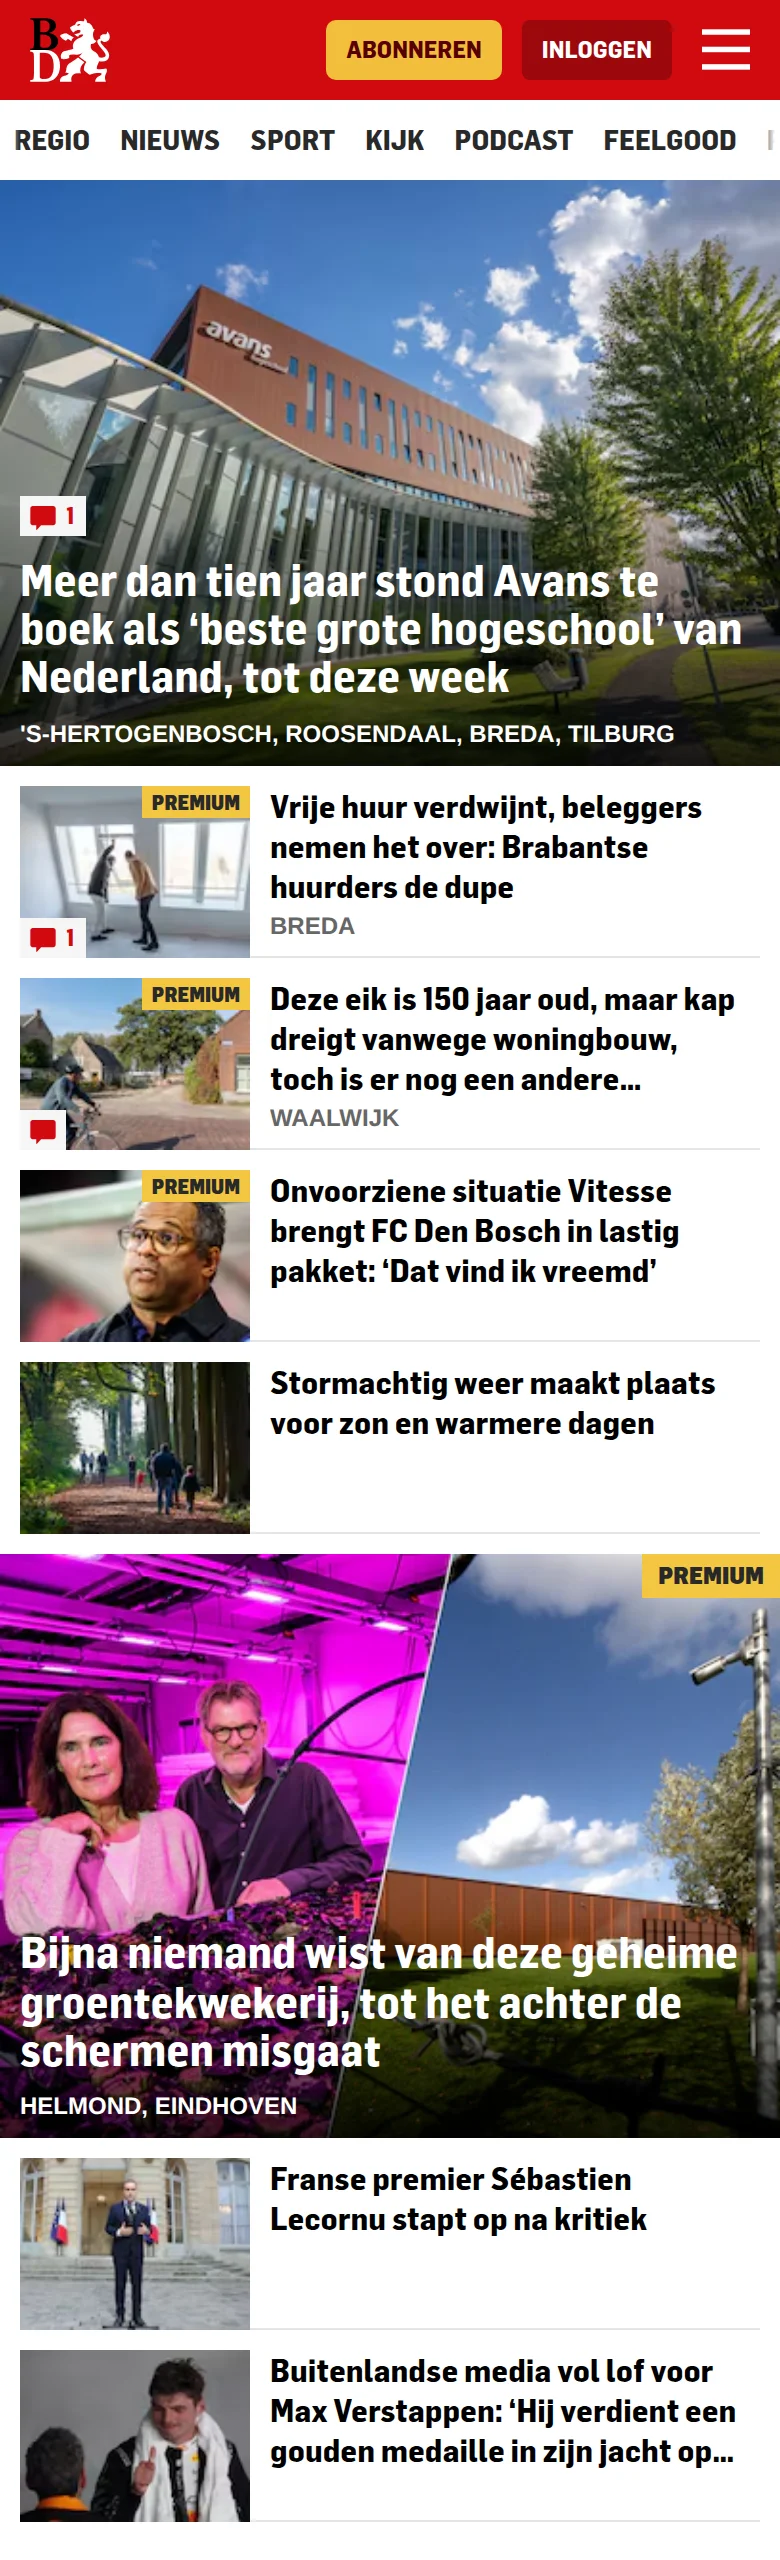 BD
ABONNEREN
INLOGGEN
REGIO NIEUWS SPORT KIJK PODCAST FEELGOOD
avans
1
Meer dan tien jaar stond Avans te
boek als ‘beste grote hogeschool’ van
Nederland, tot deze week
'S-HERTOGENBOSCH, ROOSENDAAL, BREDA, TILBURG
PREMIUM
1
Vrije huur verdwijnt, beleggers
nemen het over: Brabantse
huurders de dupe
BREDA
PREMIUM
Deze eik is 150 jaar oud, maar kap
dreigt vanwege woningbouw,
toch is er nog een andere...
WAALWIJK
PREMIUM
Onvoorziene situatie Vitesse
brengt FC Den Bosch in lastig
pakket: ‘Dat vind ik vreemd’
Stormachtig weer maakt plaats
voor zon en warmere dagen
PREMIUM
Bijna niemand wist van deze geheime
groentekwekerij, tot het achter de
schermen misgaat
HELMOND, EINDHOVEN
Franse premier Sébastien
Lecornu stapt op na kritiek
Buitenlandse media vol lof voor
Max Verstappen: ‘Hij verdient een
gouden medaille in zijn jacht op...